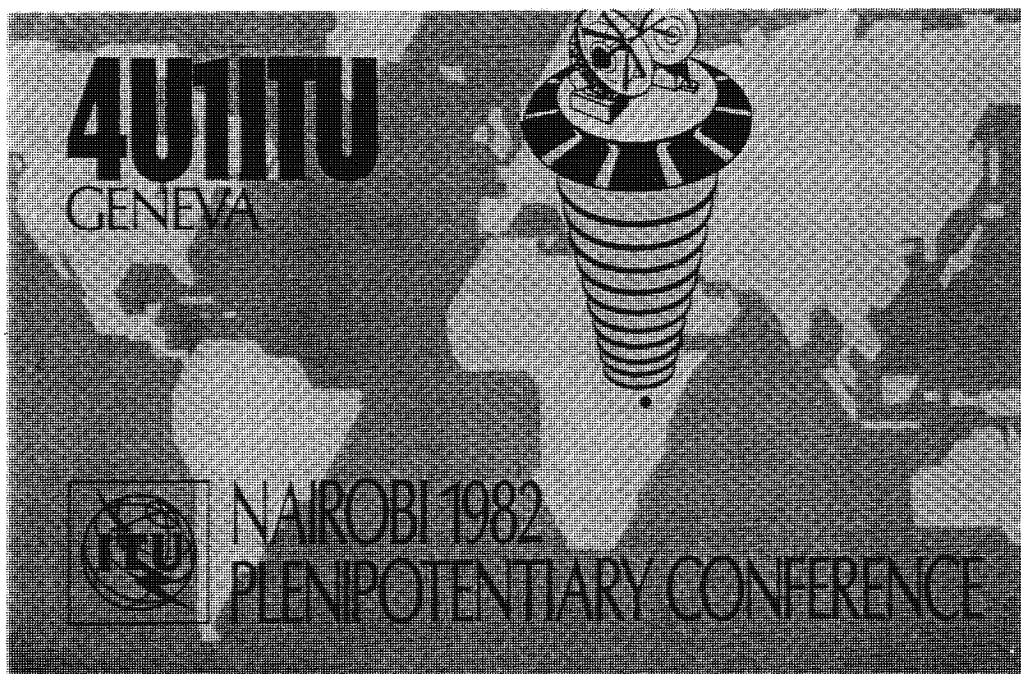 4U1ITU
GENEVA
ITU
NAIROBI 1982
PLENIPOTENTIARY CONFERENCE